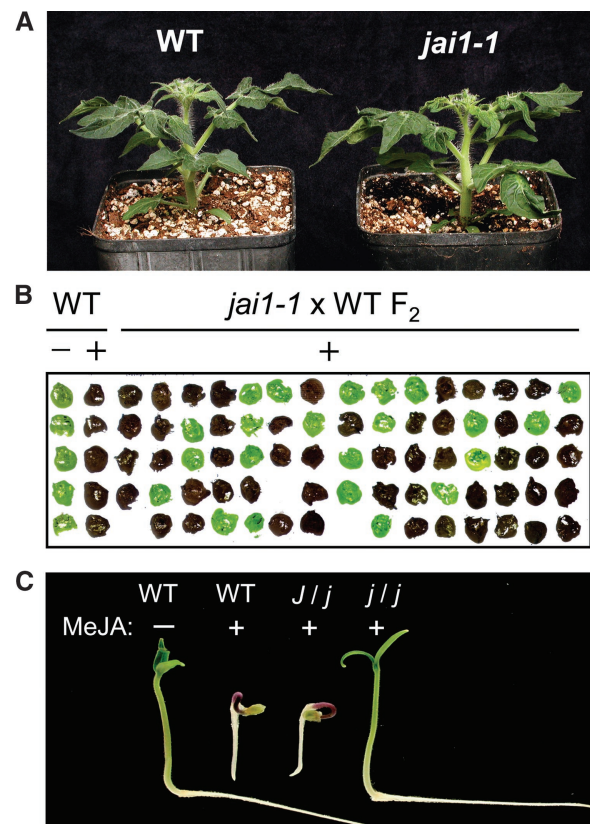 A
WT jai1-1
B
WT jai1-1 x WT F₂
– + +
C
WT WT J / j j / j
MeJA: – + + +